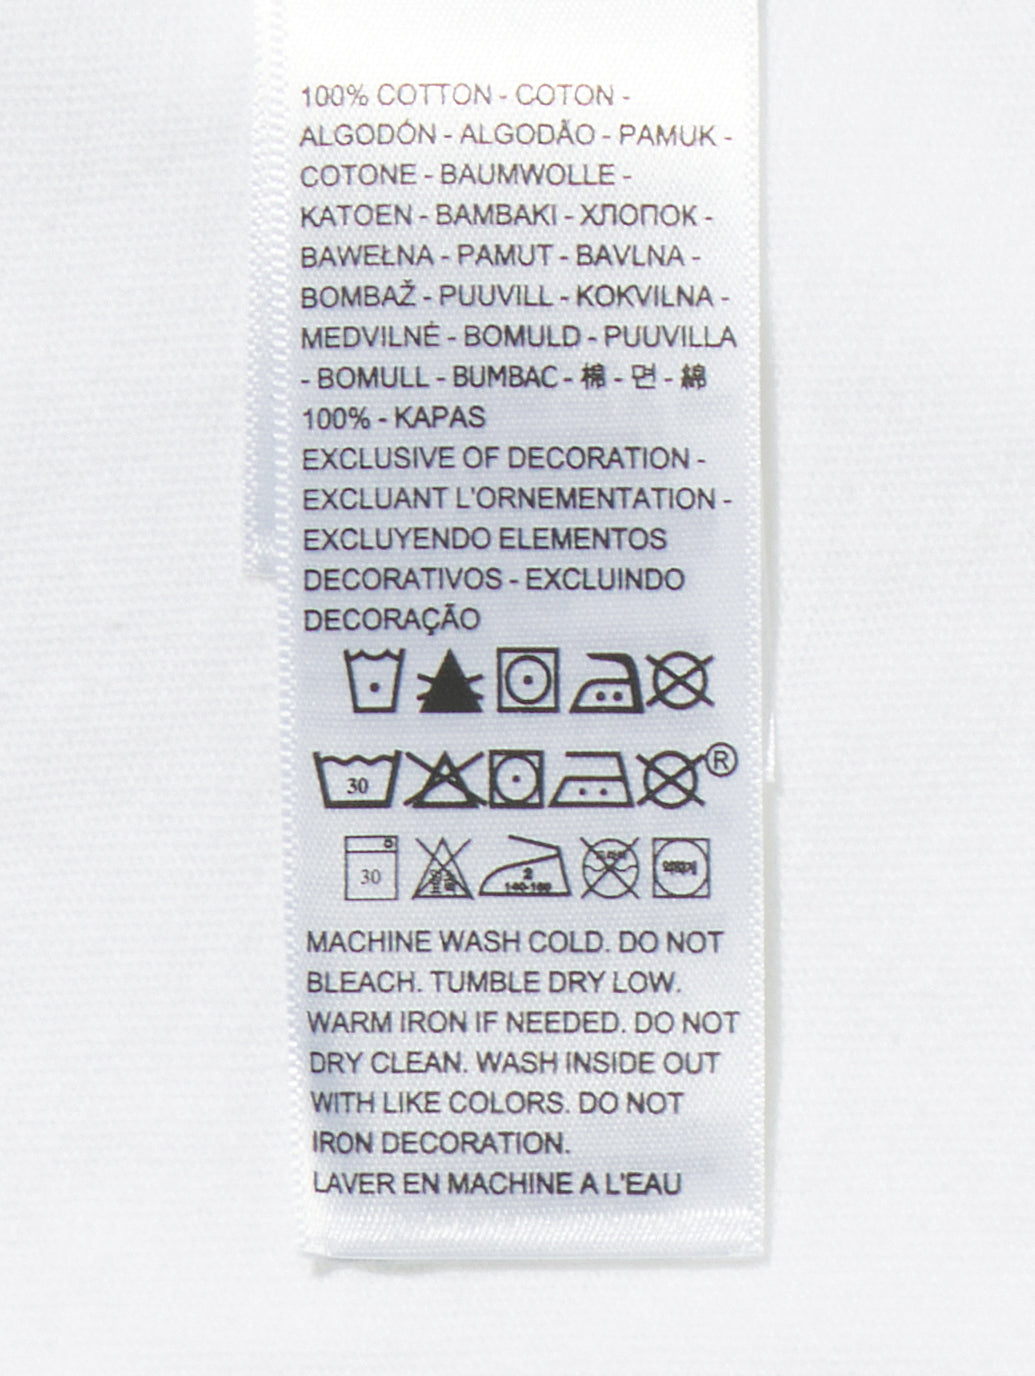 100% COTTON - COTON -
ALGODÓN - ALGODÃO - PAMUK -
COTONE - BAUMWOLLE -
KATOEN - BAMBAKI - ХЛОПОК -
BAWEŁNA - PAMUT - BAVLNA -
BOMBAŽ - PUUVILL - KOKVILNA -
MEDVILNĖ - BOMULD - PUUVILLA
- BOMULL - BUMBAC - 棉 - 면 - 綿
100% - KAPAS
EXCLUSIVE OF DECORATION -
EXCLUANT L'ORNEMENTATION -
EXCLUYENDO ELEMENTOS
DECORATIVOS - EXCLUINDO
DECORAÇÃO
30 ®
30 2
MACHINE WASH COLD. DO NOT
BLEACH. TUMBLE DRY LOW.
WARM IRON IF NEEDED. DO NOT
DRY CLEAN. WASH INSIDE OUT
WITH LIKE COLORS. DO NOT
IRON DECORATION.
LAVER EN MACHINE A L'EAU